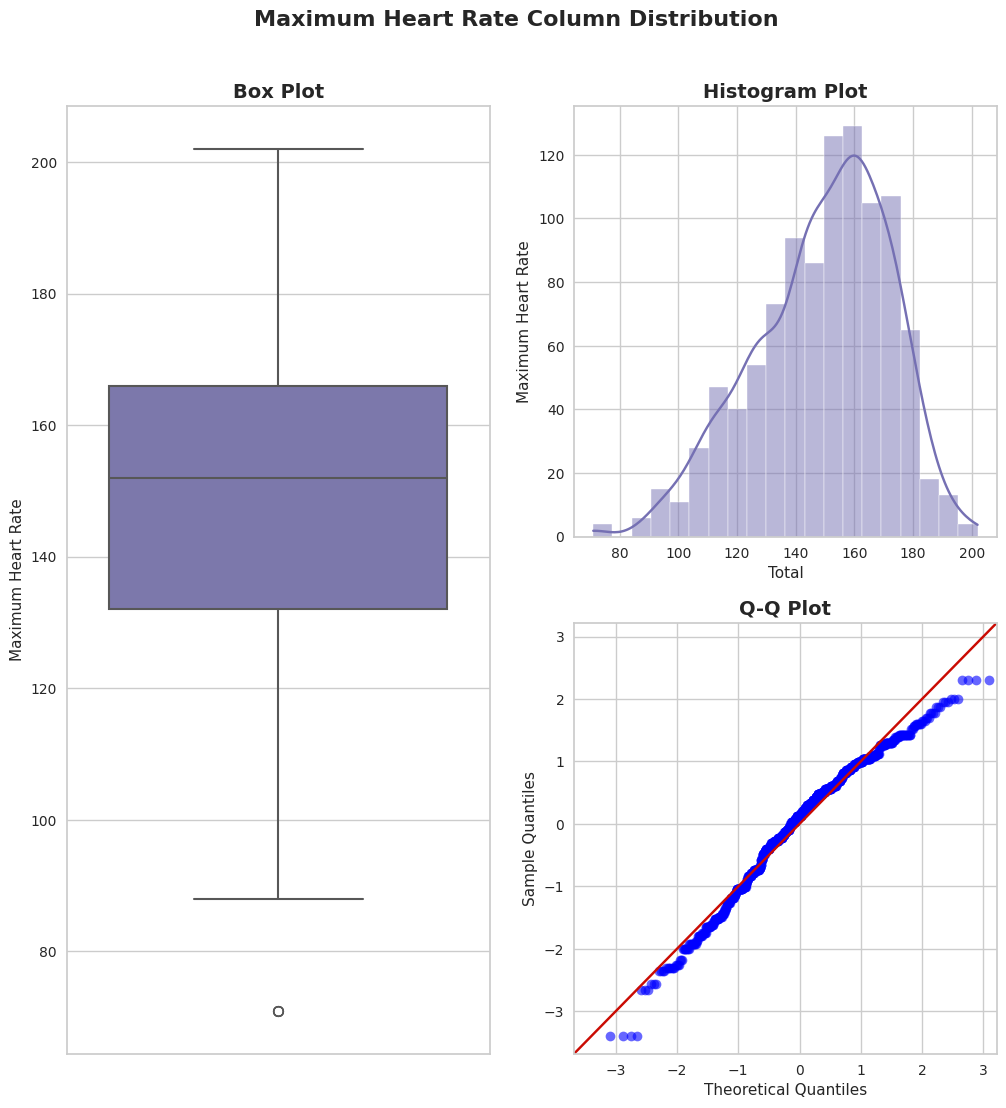 Maximum Heart Rate Column Distribution
Box Plot
200
180
160
140
120
100
80
Maximum Heart Rate
Histogram Plot
120
100
80
60
40
20
0
Maximum Heart Rate
80 100 120 140 160 180 200
Total
Q-Q Plot
3
2
1
0
−1
−2
−3
Sample Quantiles
−3 −2 −1 0 1 2 3
Theoretical Quantiles